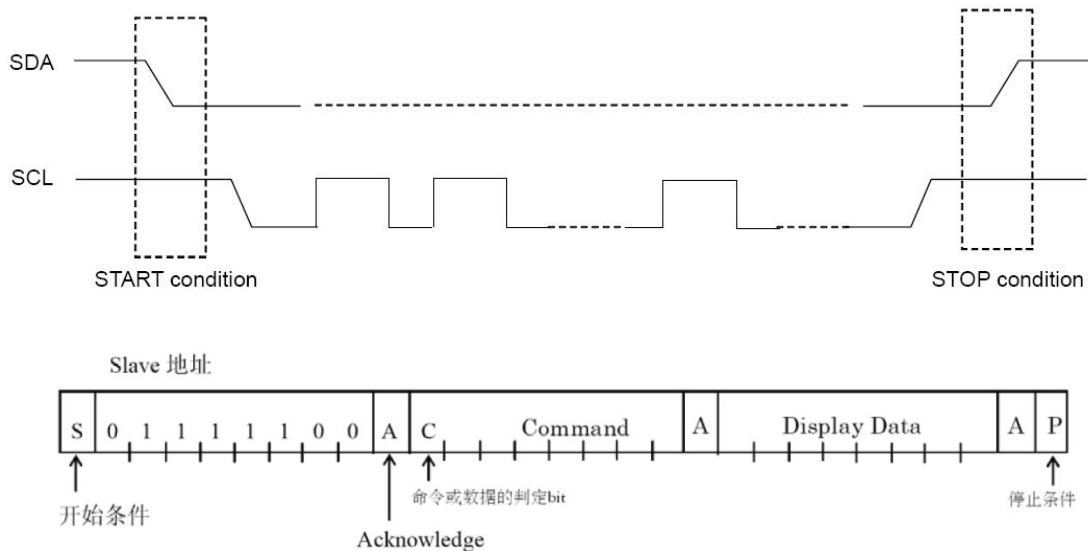 SDA
SCL
START condition
STOP condition
Slave 地址
S 0 1 1 1 1 1 0 0 A C Command A Display Data A P
开始条件
命令或数据的判定bit
停止条件
Acknowledge